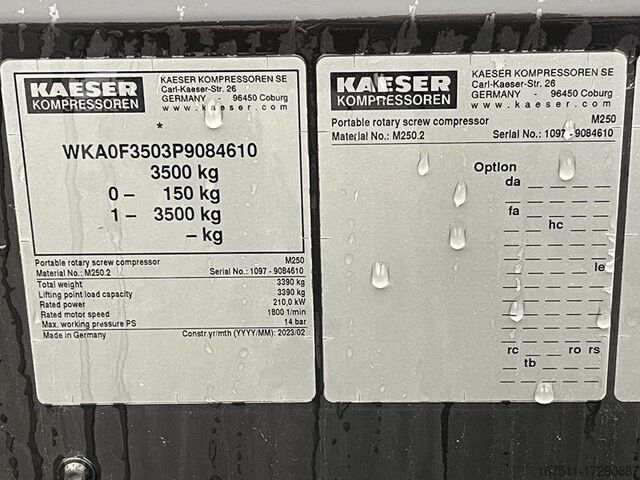 KAESER
KOMPRESSOREN
KAESER KOMPRESSOREN SE
Carl-Kaeser-Str. 26
GERMANY - 96450 Coburg
www.kaeser.com
*
WKA0F3503P9084610
3500 kg
0 – 150 kg
1 – 3500 kg
– kg
Portable rotary screw compressor M250
Material No.: M250.2 Serial No.: 1097 - 9084610
Total weight 3390 kg
Lifting point load capacity 3390 kg
Rated power 210,0 kW
Rated motor speed 1800 1/min
Max. working pressure PS 14 bar
Made in Germany Constr.yr/mth (YYYY/MM): 2023/02
KAESER
KOMPRESSOREN
KAESER KOMPRESSOREN SE
Carl-Kaeser-Str. 26
GERMANY - 96450 Coburg
www.kaeser.com
Portable rotary screw compressor M250
Material No.: M250.2 Serial No.: 1097 - 9084610
Option
da
fa
hc
le
rc ro rs
tb